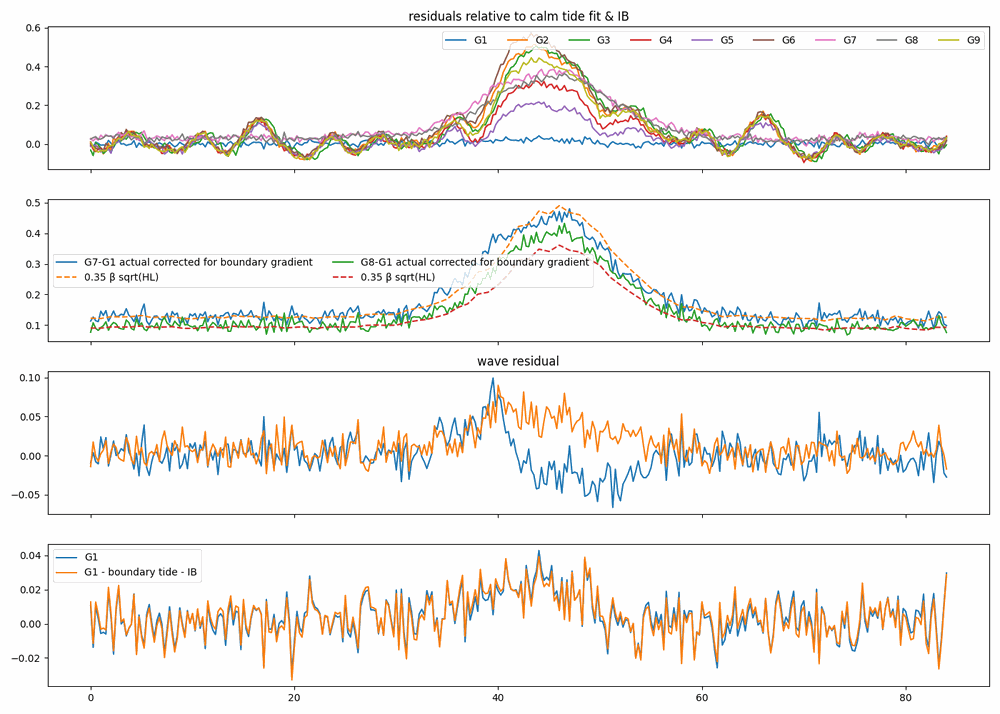 residuals relative to calm tide fit & IB
0.6
0.4
0.2
0.0
G1 G2 G3 G4 G5 G6 G7 G8 G9
0.5
0.4
0.3
0.2
0.1
G7-G1 actual corrected for boundary gradient G8-G1 actual corrected for boundary gradient
0.35 β sqrt(HL) 0.35 β sqrt(HL)
wave residual
0.10
0.05
0.00
−0.05
0.04
0.02
0.00
−0.02
G1
G1 - boundary tide - IB
0 20 40 60 80